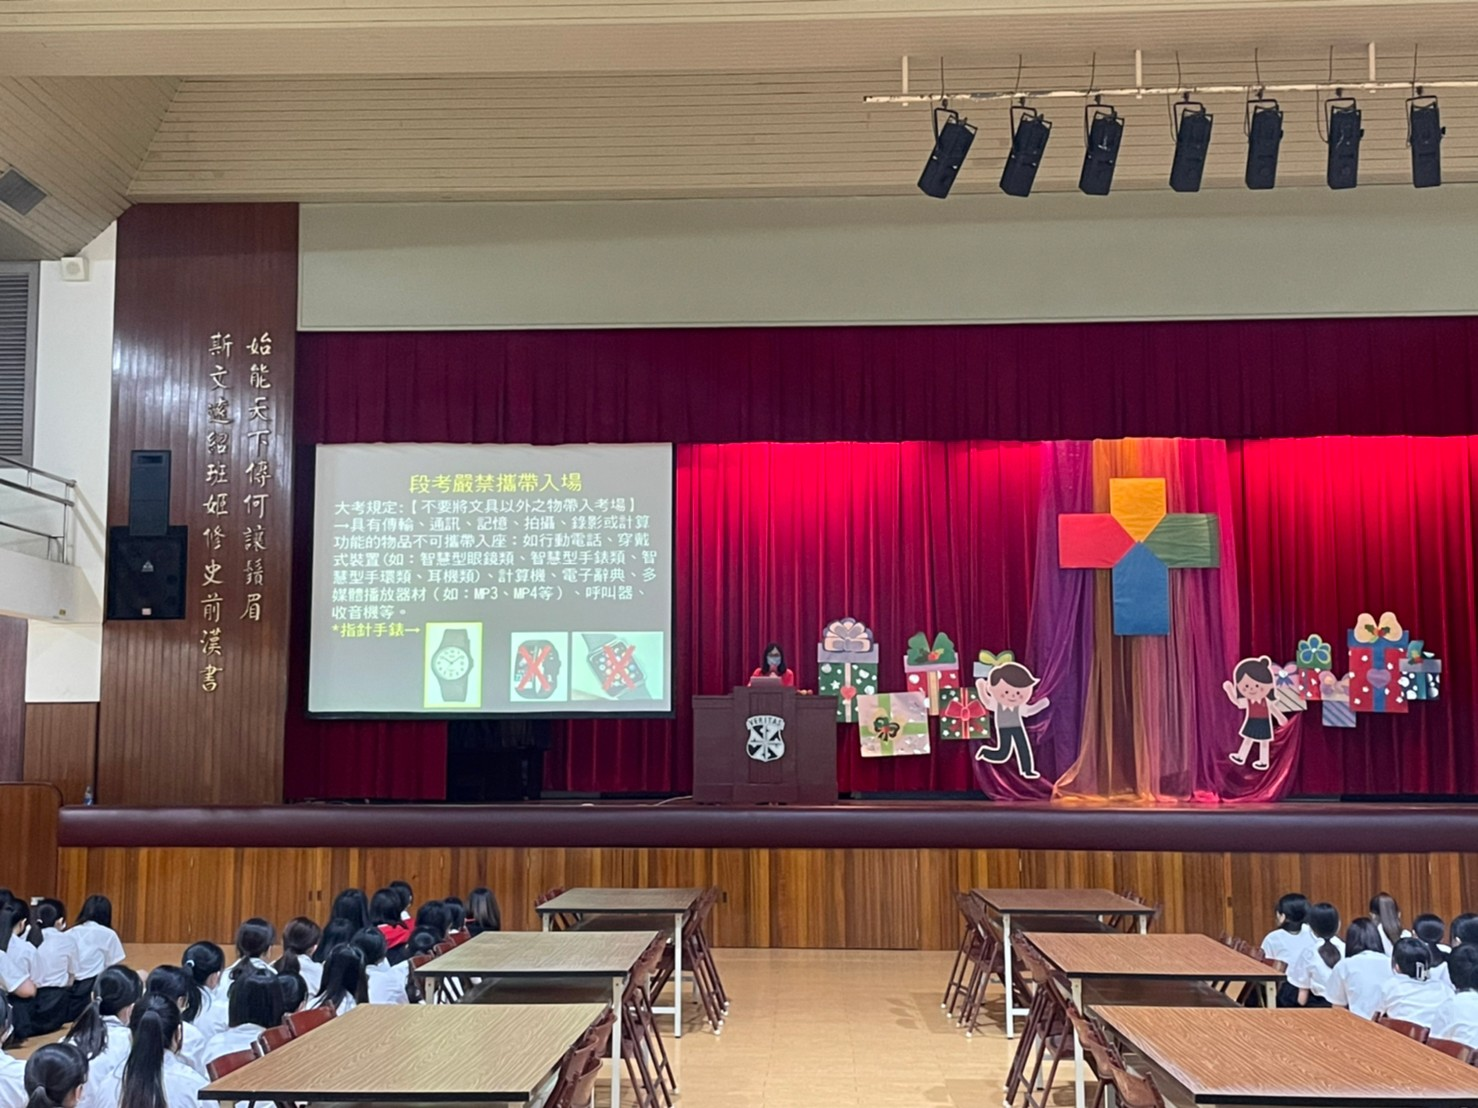 始能天下傳何讓鬚眉
斯文遠紹班姬修史前漢書
段考嚴禁攜帶入場
大考規定:【不要將文具以外之物帶入考場】
→具有傳輸、通訊、記憶、拍攝、錄影或計算
功能的物品不可攜帶入座：如行動電話、穿戴
式裝置(如：智慧型眼鏡類、智慧型手錶類、智
慧型手環類、耳機類)、計算機、電子辭典、多
媒體播放器材（如：MP3、MP4等）、呼叫器、
收音機等。
*指針手錶→
VERITAS